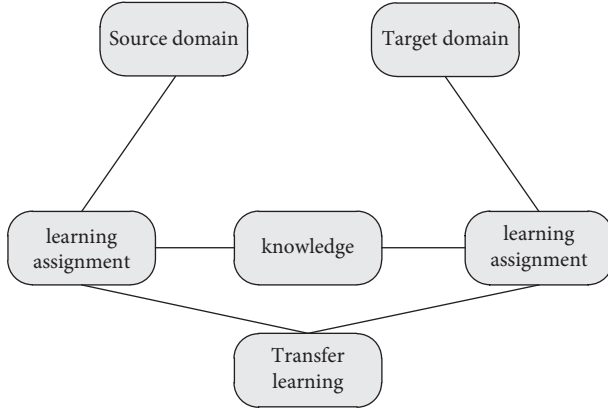 Source domain
Target domain
learning
assignment
knowledge
learning
assignment
Transfer
learning